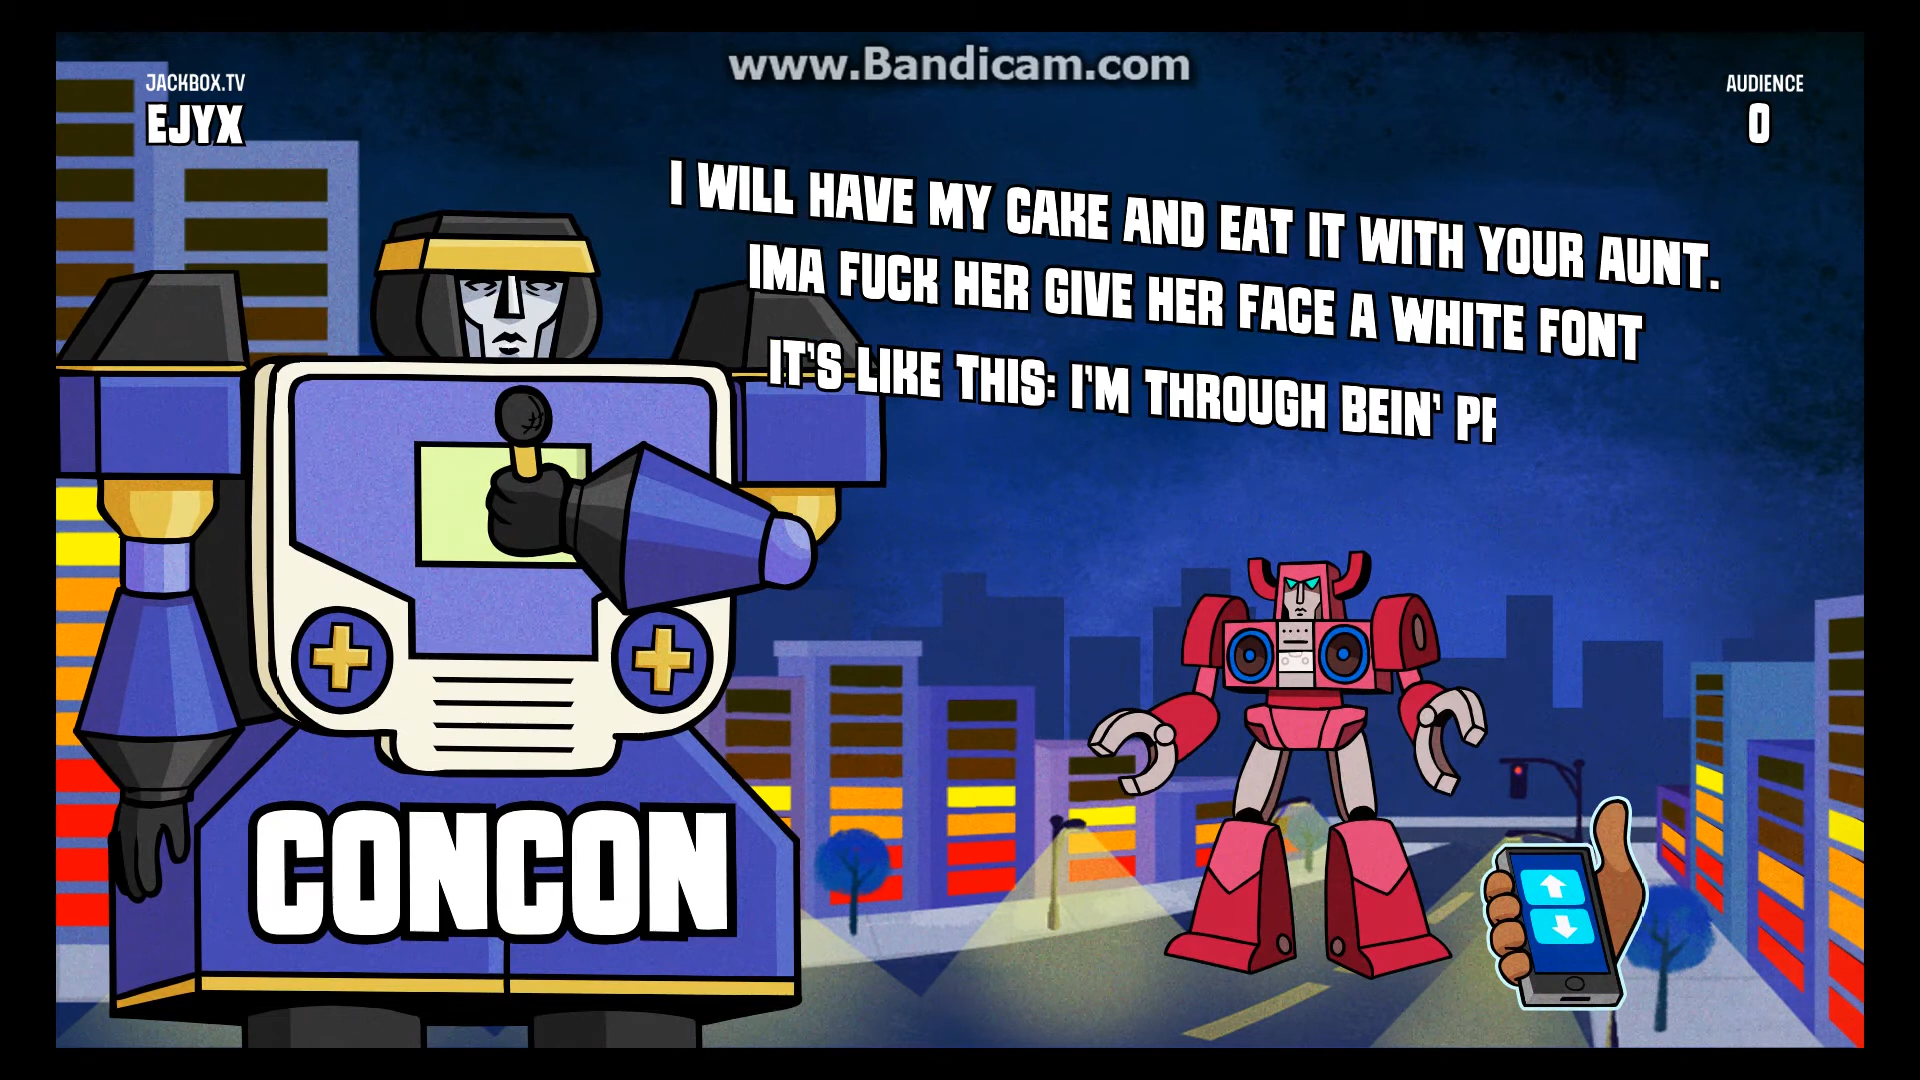 www.Bandicam.com
JACKBOX.TV
EJYX
AUDIENCE
0
I WILL HAVE MY CAKE AND EAT IT WITH YOUR AUNT.
IMA FUCK HER GIVE HER FACE A WHITE FONT
IT'S LIKE THIS: I'M THROUGH BEIN'
CONCON